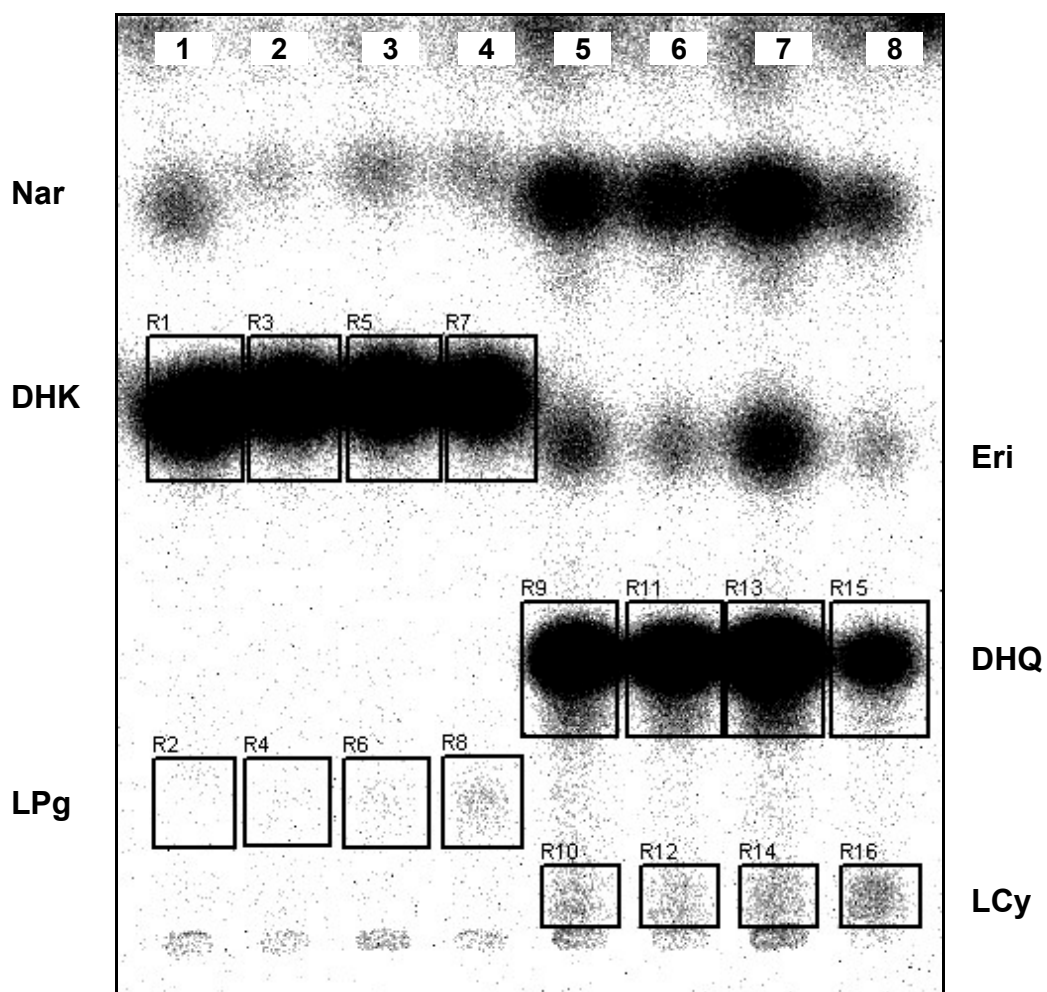 1 2 3 4 5 6 7 8
Nar
R1 R3 R5 R7
DHK
Eri
R9 R11 R13 R15
DHQ
R2 R4 R6 R8
LPg
R10 R12 R14 R16
LCy